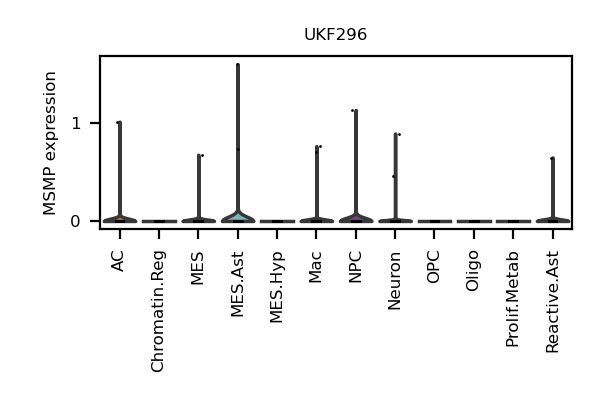 UKF296
MSMP expression
1
0
AC
Chromatin.Reg
MES
MES.Ast
MES.Hyp
Mac
NPC
Neuron
OPC
Oligo
Prolif.Metab
Reactive.Ast